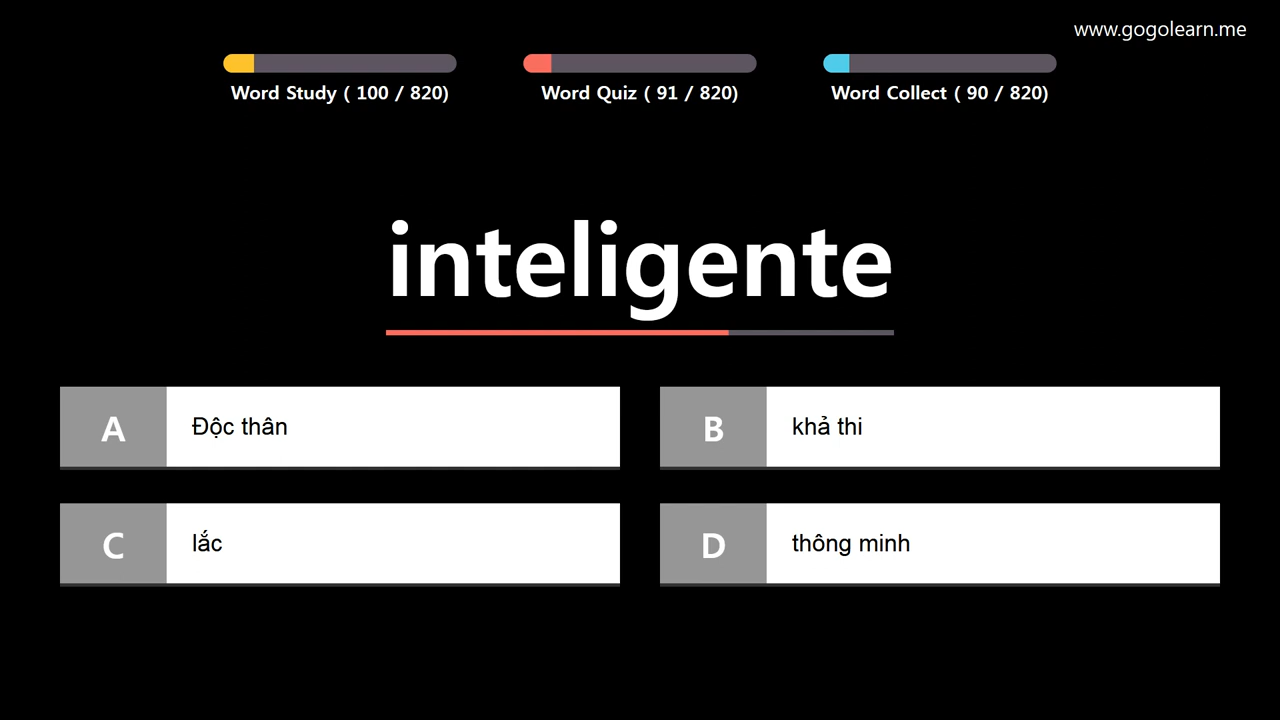 www.gogolearn.me
Word Study ( 100 / 820)
Word Quiz ( 91 / 820)
Word Collect ( 90 / 820)
inteligente
A Độc thân
B khả thi
C lắc
D thông minh